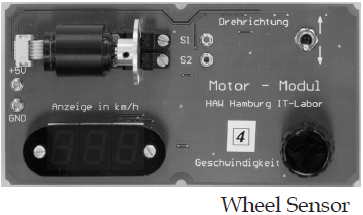 Drehrichtung
S1
S2
+5V
GND
Motor - Modul
HAW Hamburg IT-Labor
Anzeige in km/h
4
Geschwindigkeit
Wheel Sensor